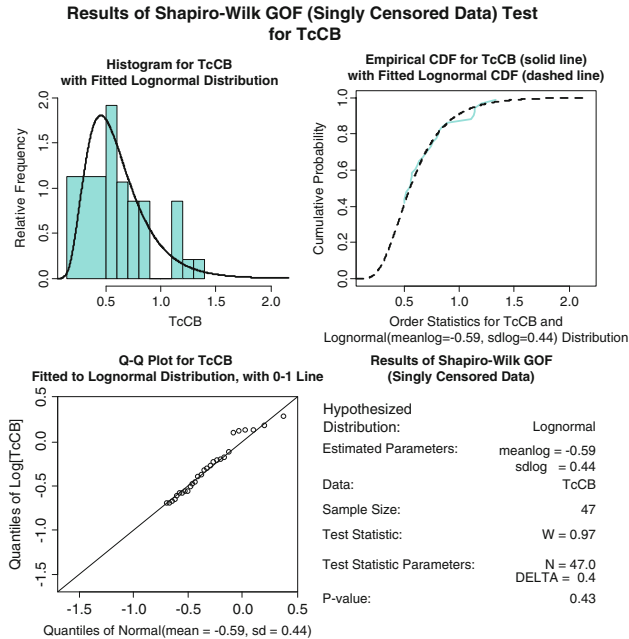 Results of Shapiro-Wilk GOF (Singly Censored Data) Test
for TcCB
Histogram for TcCB
with Fitted Lognormal Distribution
Relative Frequency
0.0
0.5
1.0
1.5
2.0
0.5
1.0
1.5
2.0
TcCB
Empirical CDF for TcCB (solid line)
with Fitted Lognormal CDF (dashed line)
Cumulative Probability
0.0
0.2
0.4
0.6
0.8
1.0
0.5
1.0
1.5
2.0
Order Statistics for TcCB and
Lognormal(meanlog=-0.59, sdlog=0.44) Distribution
Q-Q Plot for TcCB
Fitted to Lognormal Distribution, with 0-1 Line
Quantiles of Log[TcCB]
-1.5
-1.0
-0.5
0.0
0.5
-1.5
-1.0
-0.5
0.0
0.5
Quantiles of Normal(mean = -0.59, sd = 0.44)
Results of Shapiro-Wilk GOF
(Singly Censored Data)
Hypothesized
Distribution: Lognormal
Estimated Parameters: meanlog = -0.59
sdlog = 0.44
Data: TcCB
Sample Size: 47
Test Statistic: W = 0.97
Test Statistic Parameters: N = 47.0
DELTA = 0.4
P-value: 0.43